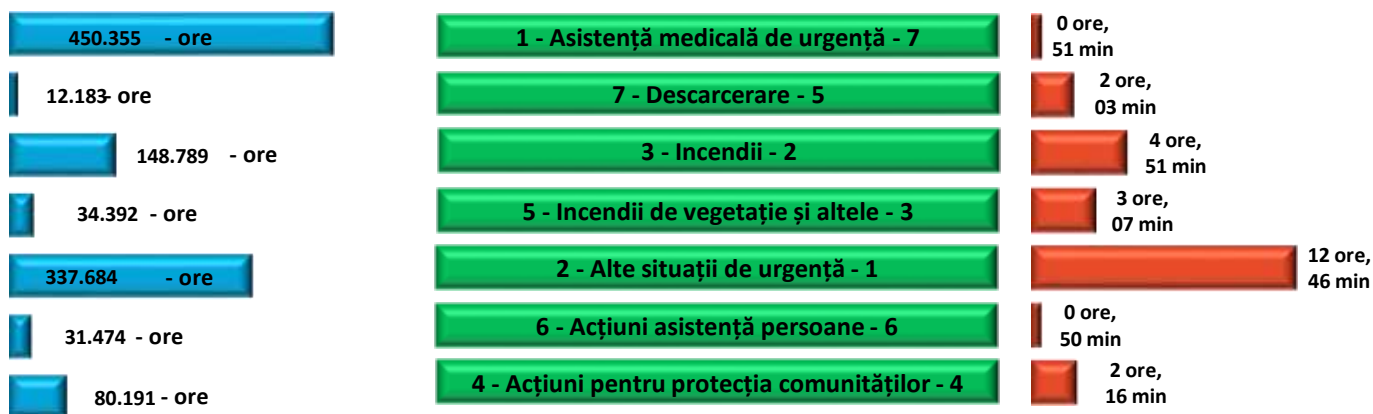 450.355 - ore
1 - Asistență medicală de urgență - 7
0 ore,
51 min
12.183- ore
7 - Descarcerare - 5
2 ore,
03 min
148.789 - ore
3 - Incendii - 2
4 ore,
51 min
34.392 - ore
5 - Incendii de vegetație și altele - 3
3 ore,
07 min
337.684 - ore
2 - Alte situații de urgență - 1
12 ore,
46 min
31.474 - ore
6 - Acțiuni asistență persoane - 6
0 ore,
50 min
80.191 - ore
4 - Acțiuni pentru protecția comunităților - 4
2 ore,
16 min